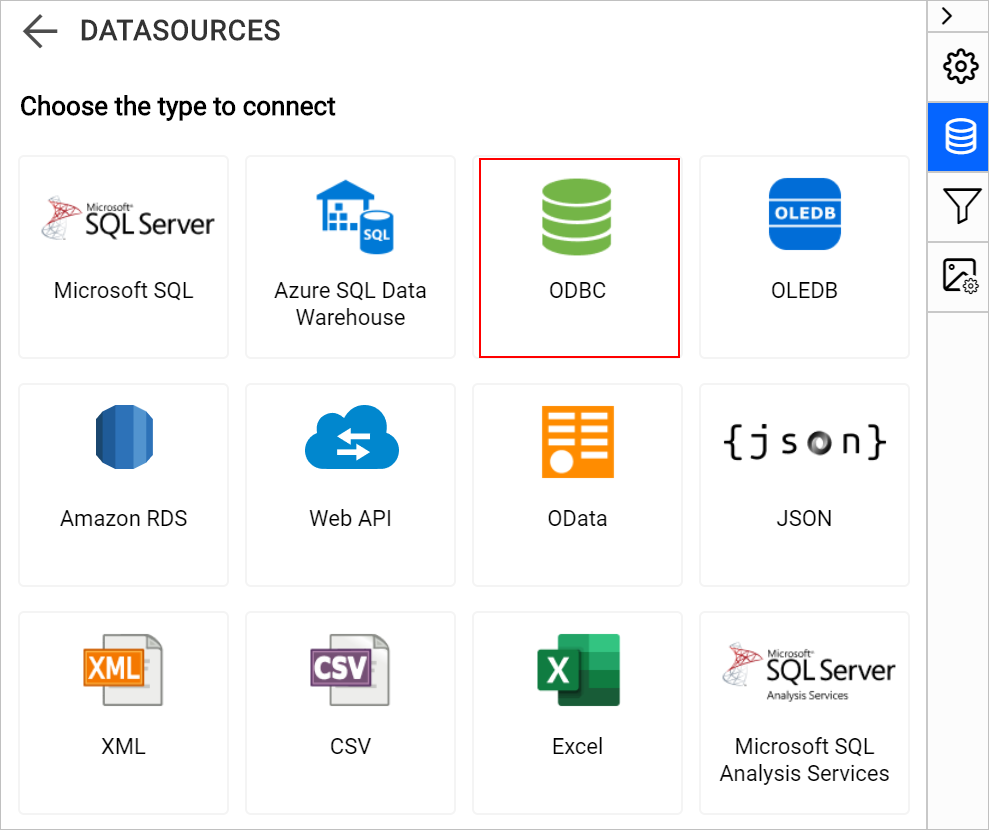 DATASOURCES
Choose the type to connect
Microsoft®
SQL Server
Microsoft SQL
SQL
Azure SQL Data
Warehouse
ODBC
OLEDB
OLEDB
Amazon RDS
Web API
OData
{json}
JSON
XML
XML
CSV
CSV
X
Excel
Microsoft®
SQL Server
Analysis Services
Microsoft SQL
Analysis Services